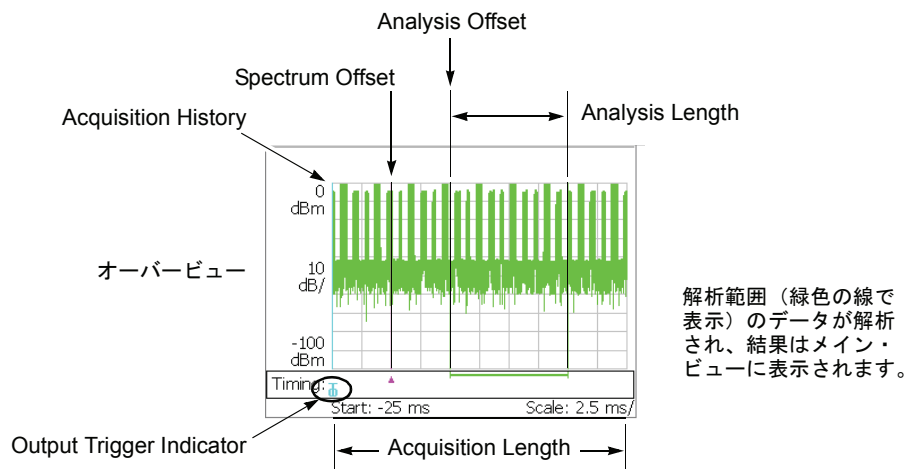 Analysis Offset
Spectrum Offset
Acquisition History
Analysis Length
0
dBm
オーバービュー
10
dB/
解析範囲（緑色の線で
表示）のデータが解析
され、結果はメイン・
ビューに表示されます。
-100
dBm
Timing:
Start: -25 ms
Scale: 2.5 ms/
Output Trigger Indicator
Acquisition Length